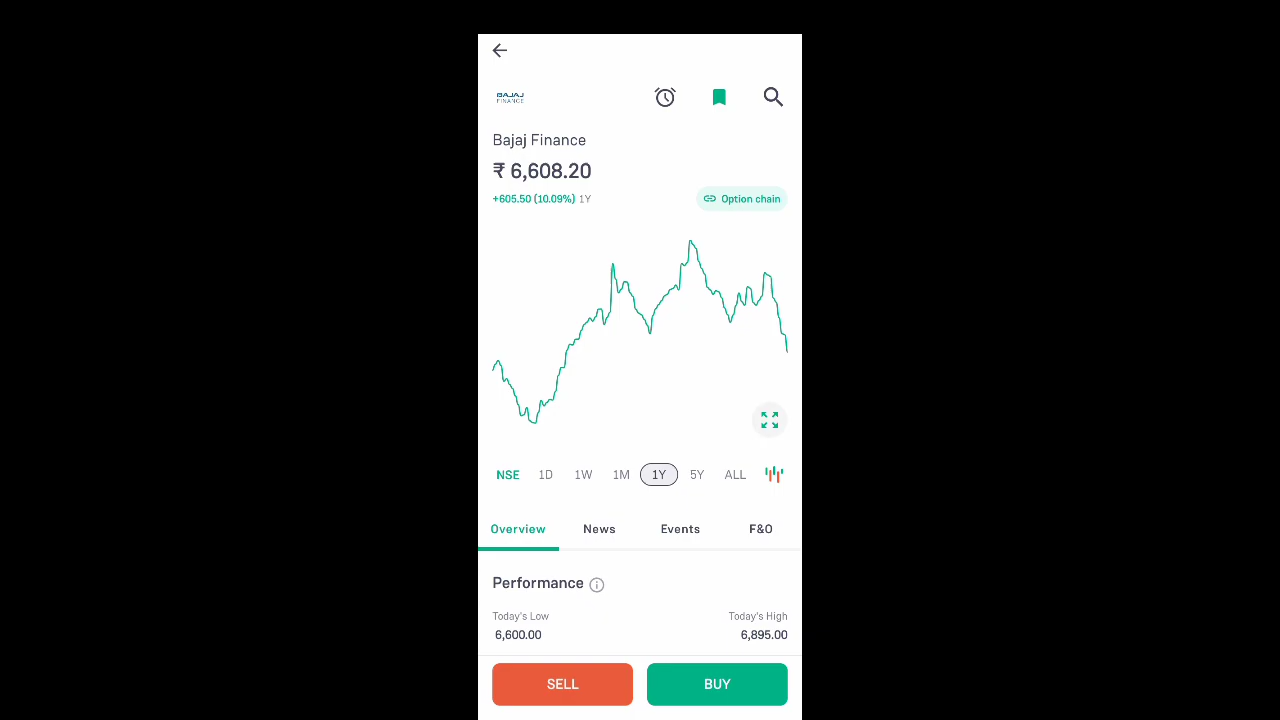 BAJAJ
FINANCE
Bajaj Finance
₹ 6,608.20
+605.50 (10.09%) 1Y
Option chain
NSE 1D 1W 1M 1Y 5Y ALL
Overview News Events F&O
Performance
Today's Low Today's High
6,600.00 6,895.00
SELL BUY